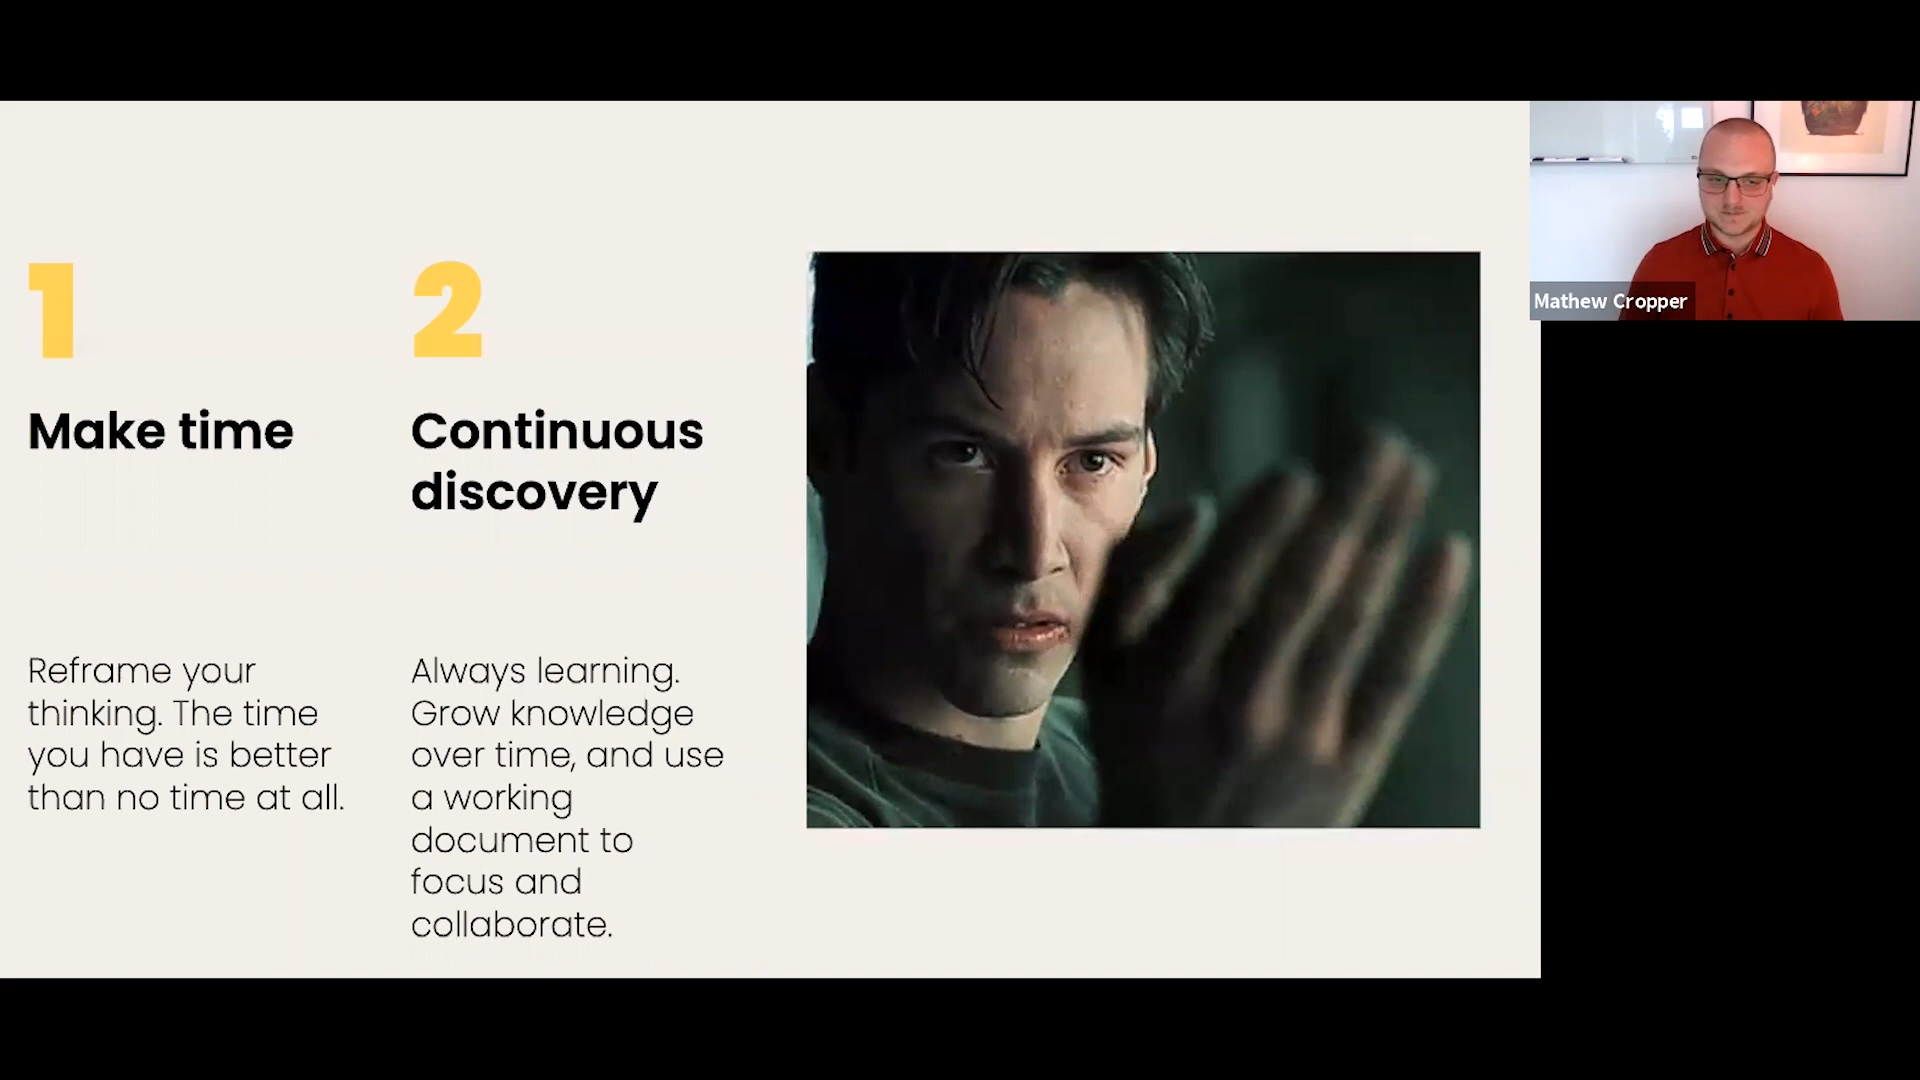 1
Make time
Reframe your
thinking. The time
you have is better
than no time at all.
2
Continuous
discovery
Always learning.
Grow knowledge
over time, and use
a working
document to
focus and
collaborate.
Mathew Cropper